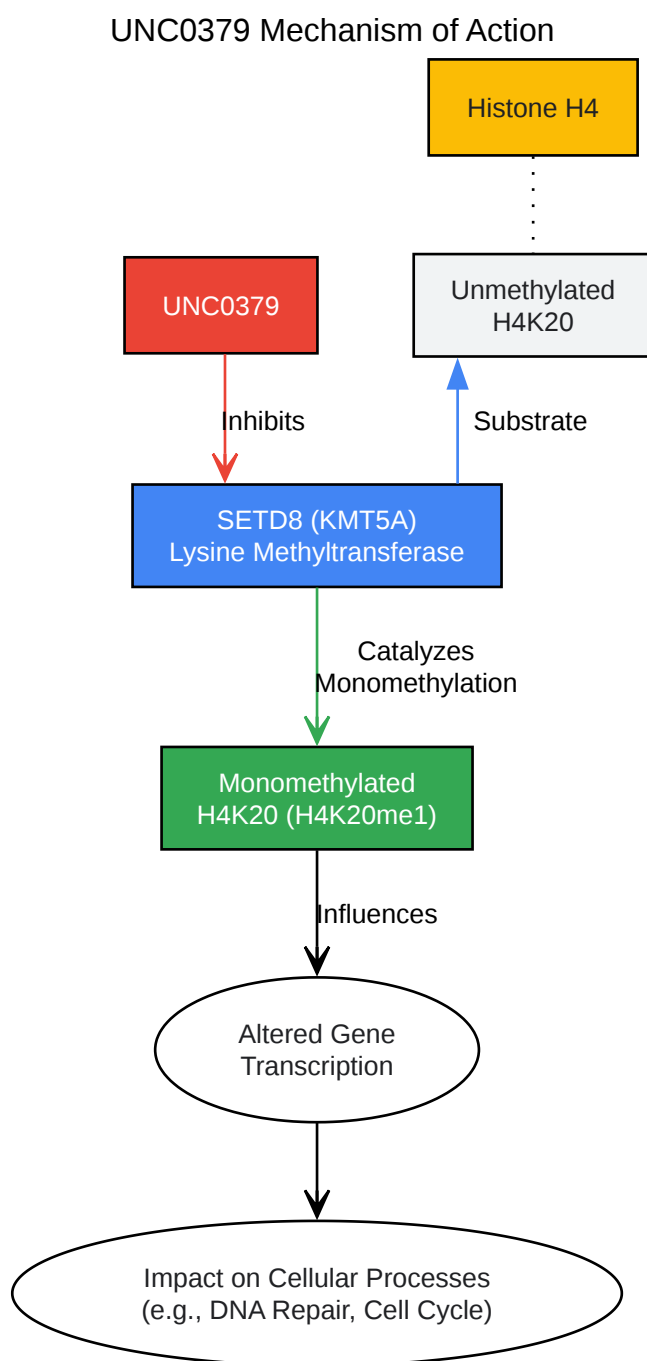 UNC0379 Mechanism of Action
Histone H4
UNC0379
Unmethylated
H4K20
Inhibits
Substrate
SETD8 (KMT5A)
Lysine Methyltransferase
Catalyzes
Monomethylation
Monomethylated
H4K20 (H4K20me1)
Influences
Altered Gene
Transcription
Impact on Cellular Processes
(e.g., DNA Repair, Cell Cycle)